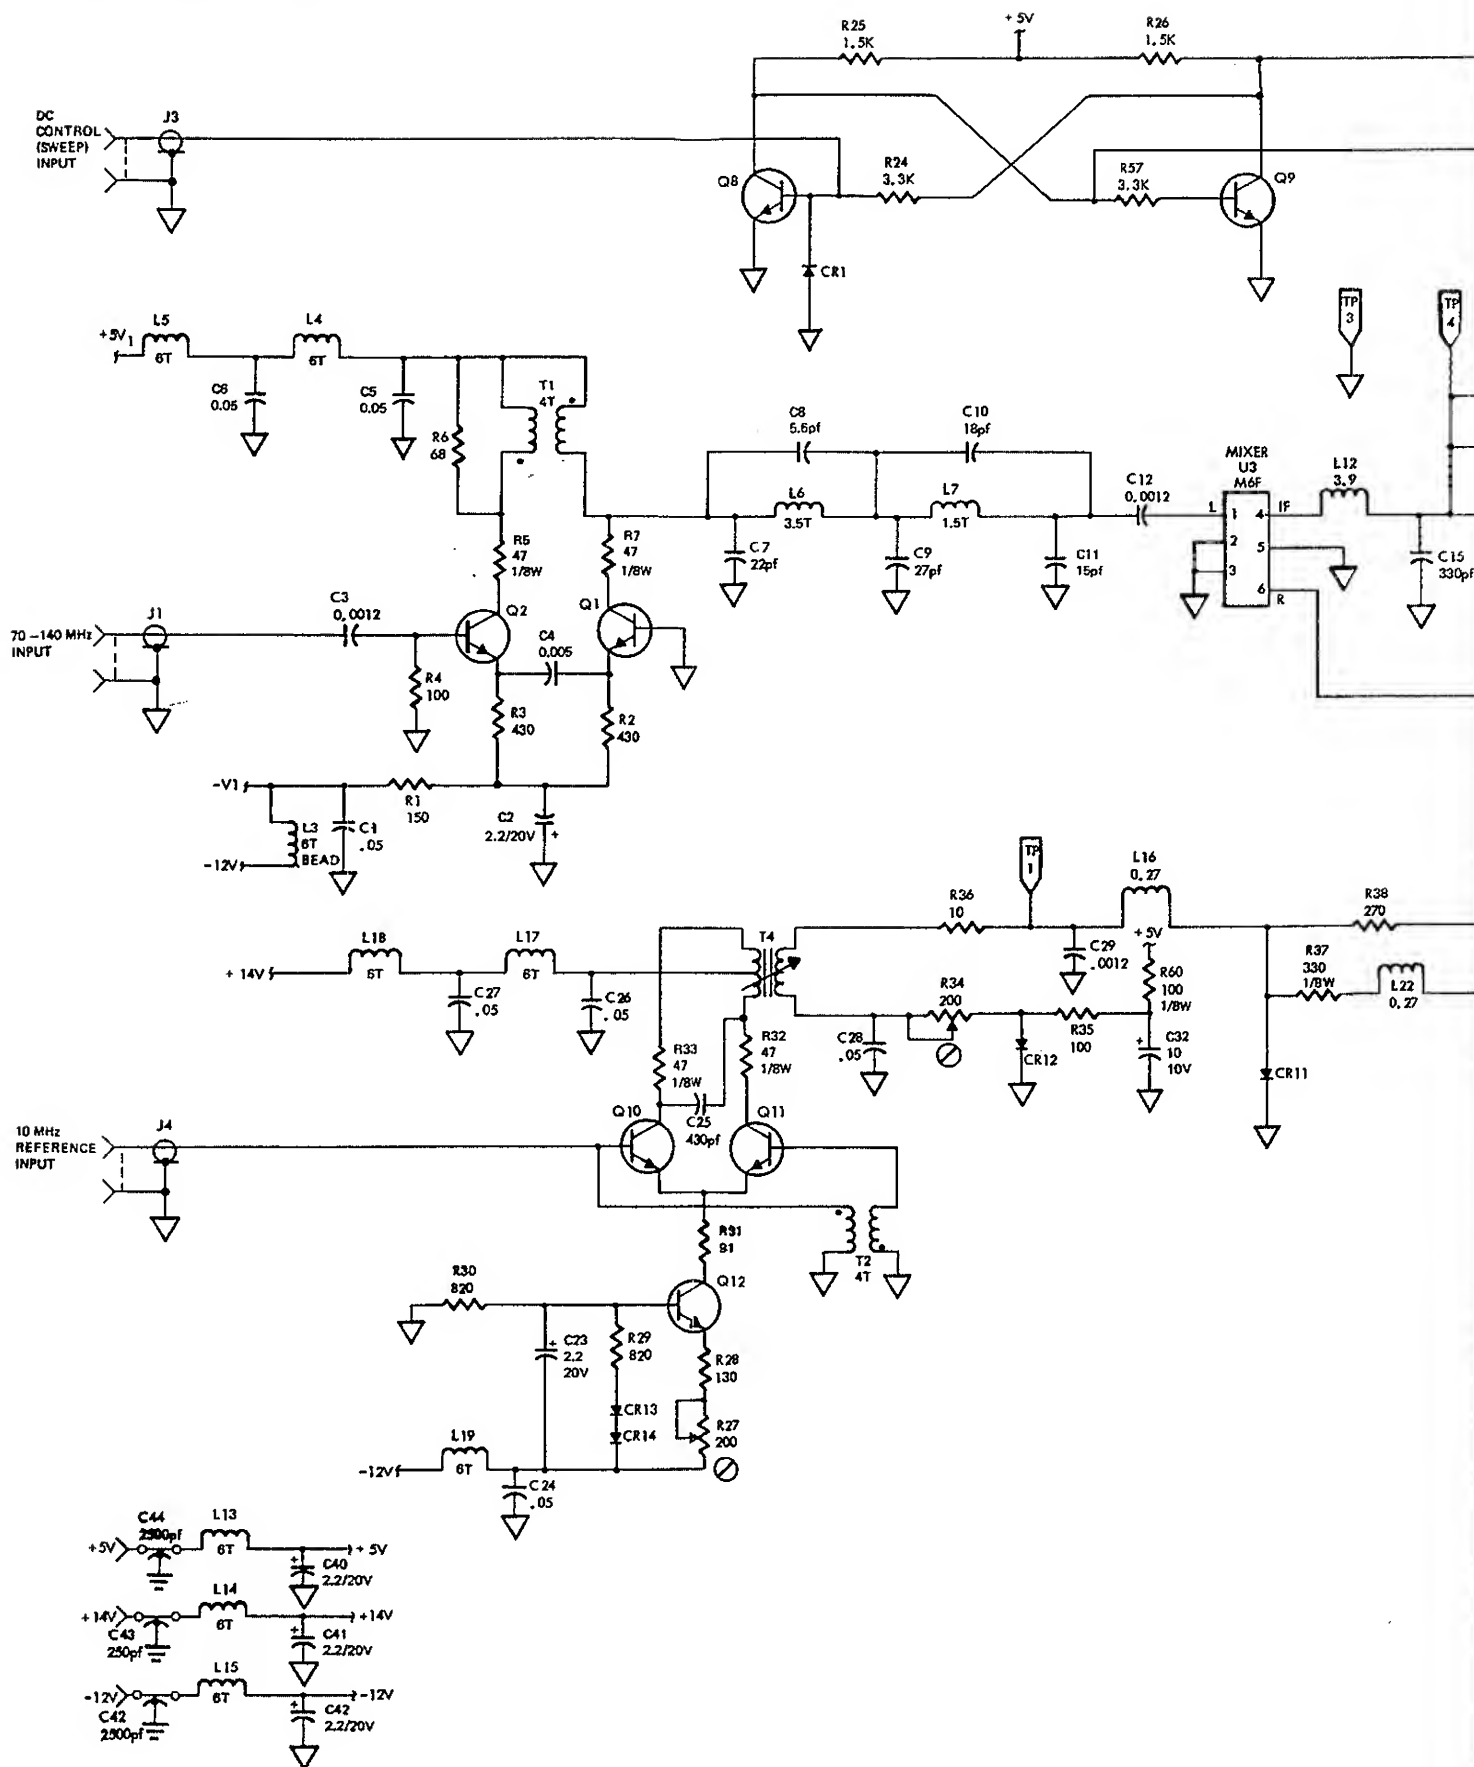 R25
1.5K
+5V
R26
1.5K
DC
CONTROL
(SWEEP)
INPUT
J3
Q8
R24
3.3K
R57
3.3K
Q9
CR1
TP
3
TP
4
+5V1
L5
6T
L4
6T
C6
0.05
C5
0.05
R6
68
T1
4T
C8
5.6pf
C10
18pf
L6
3.5T
L7
1.5T
C7
22pf
C9
27pf
C11
15pf
C12
0.0012
MIXER
U3
M6F
L
1
2
3
4
5
6
IF
R
L12
3.9
C15
330pf
R5
47
1/8W
R7
47
1/8W
Q2
Q1
70-140 MHz
INPUT
J1
C3
0.0012
R4
100
C4
0.005
R3
430
R2
430
-V1
R1
150
C2
2.2/20V
+
L3
6T
BEAD
C1
.05
-12V
TP
1
L16
0.27
R36
10
R38
270
+14V
L18
6T
L17
6T
T4
C27
.05
C26
.05
C29
.0012
+5V
R60
100
1/8W
R37
330
1/8W
L22
0.27
R34
200
R35
100
C28
.05
CR12
+
C32
10
10V
CR11
R33
47
1/8W
R32
47
1/8W
C25
430pf
Q10
Q11
10 MHz
REFERENCE
INPUT
J4
R31
91
T2
4T
R30
820
Q12
+
C23
2.2
20V
R29
820
R28
130
CR13
CR14
R27
200
-12V
L19
6T
C24
.05
C44
2500pf
L13
6T
+5V
+5V
+
C40
2.2/20V
+14V
C43
250pf
L14
6T
+14V
+
C41
2.2/20V
-12V
C42
2500pf
L15
6T
-12V
+
C42
2.2/20V